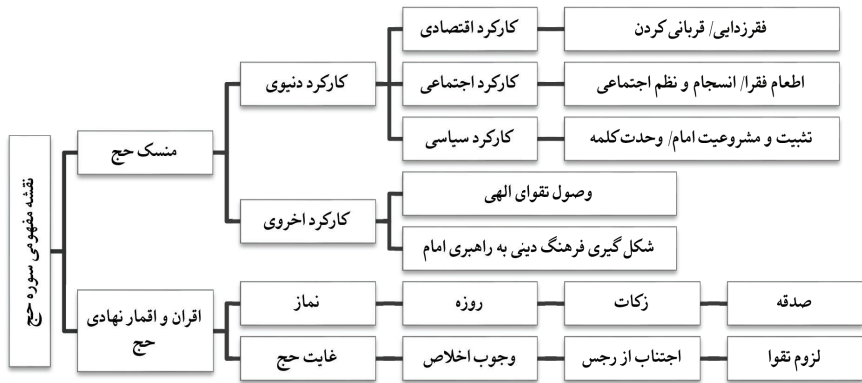 نقشه مفهومی سوره حج
منسک حج
کارکرد دنیوی
کارکرد اقتصادی
فقرزدایی/ قربانی کردن
کارکرد اجتماعی
اطعام فقرا/ انسجام و نظم اجتماعی
کارکرد سیاسی
تثبیت و مشروعیت امام/ وحدت کلمه
کارکرد اخروی
وصول تقوای الهی
شکل گیری فرهنگ دینی به راهبری امام
اقران و اقمار نهادی
حج
نماز
روزه
زکات
صدقه
غایت حج
وجوب اخلاص
اجتناب از رجس
لزوم تقوا